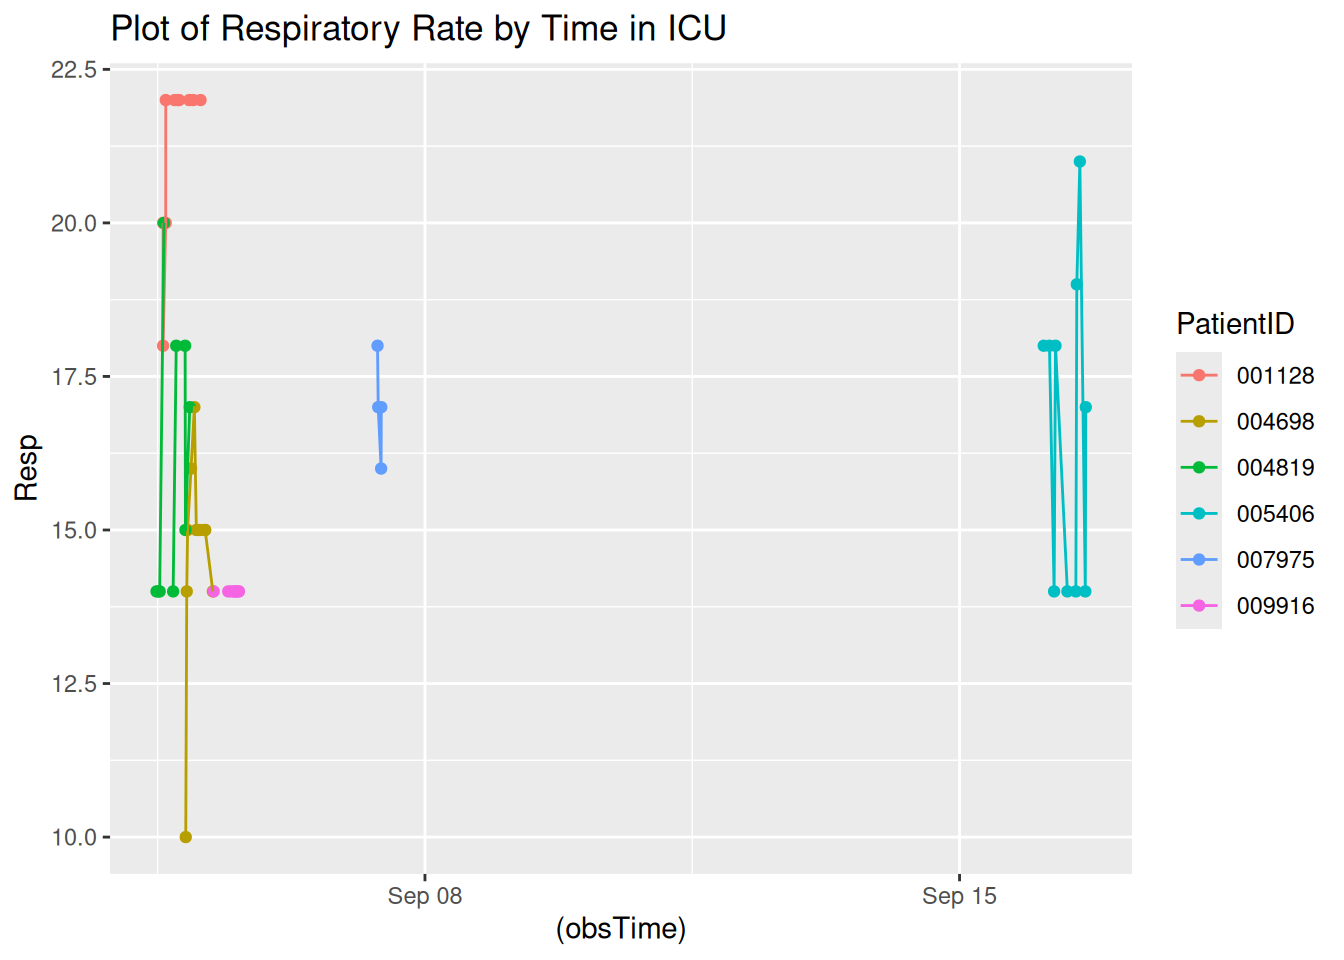 Plot of Respiratory Rate by Time in ICU
22.5
20.0
17.5
15.0
12.5
10.0
Resp
Sep 08
Sep 15
(obsTime)
PatientID
001128
004698
004819
005406
007975
009916